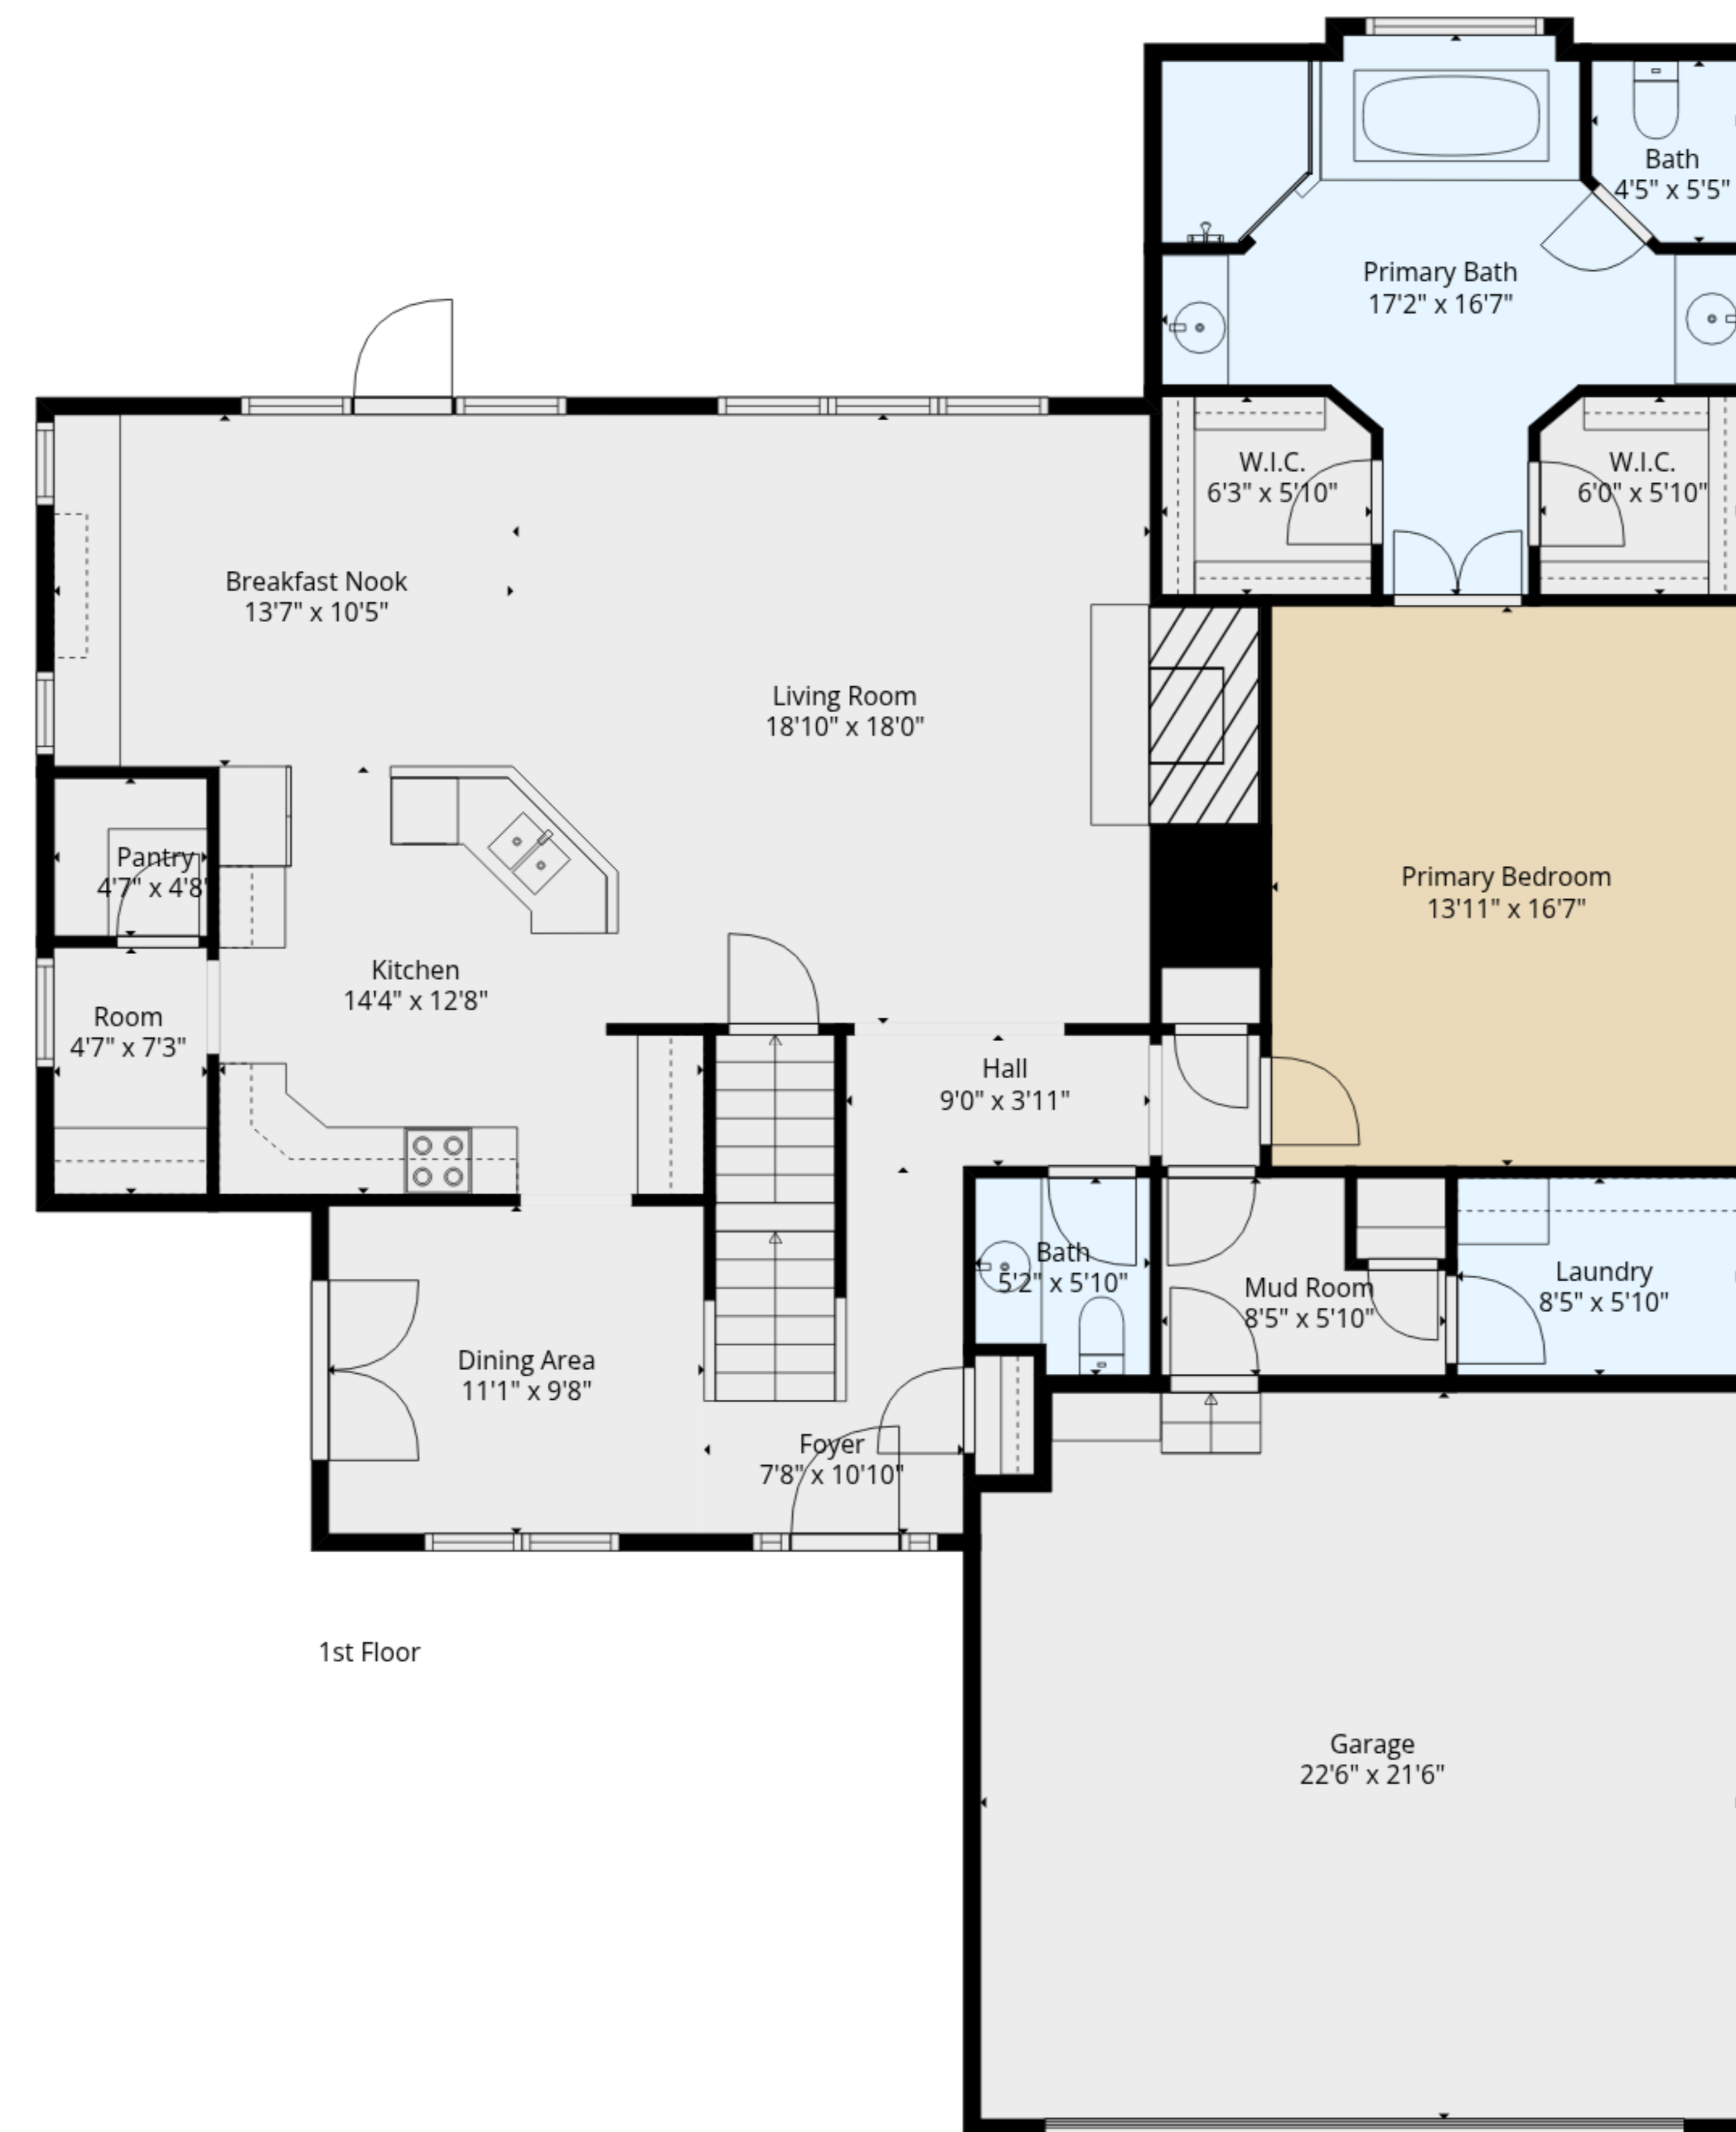 Bath
4'5" x 5'5"
Primary Bath
17'2" x 16'7"
W.I.C.
6'3" x 5'10"
W.I.C.
6'0" x 5'10"
Breakfast Nook
13'7" x 10'5"
Living Room
18'10" x 18'0"
Pantry
4'7" x 4'8"
Primary Bedroom
13'11" x 16'7"
Kitchen
14'4" x 12'8"
Room
4'7" x 7'3"
Hall
9'0" x 3'11"
Bath
5'2" x 5'10"
Mud Room
8'5" x 5'10"
Laundry
8'5" x 5'10"
Dining Area
11'1" x 9'8"
Foyer
7'8" x 10'10"
1st Floor
Garage
22'6" x 21'6"